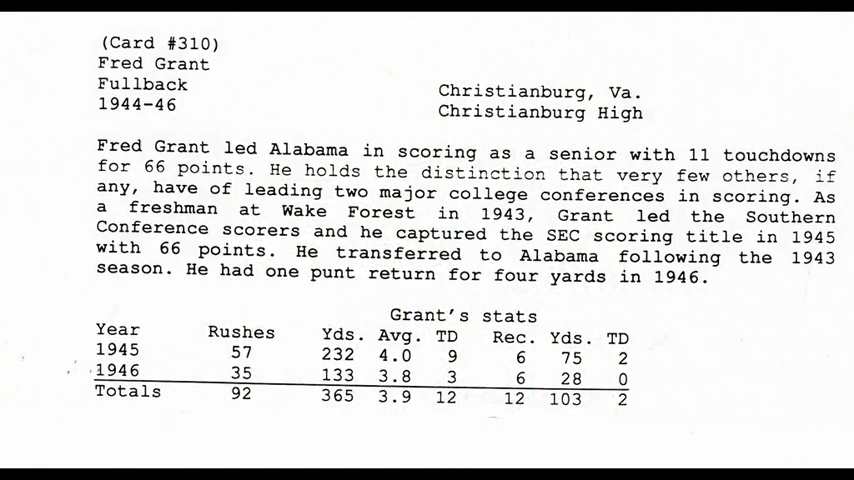 (Card #310)
Fred Grant
Fullback
1944-46
Christianburg, Va.
Christianburg High
Fred Grant led Alabama in scoring as a senior with 11 touchdowns
for 66 points. He holds the distinction that very few others, if
any, have of leading two major college conferences in scoring. As
a freshman at Wake Forest in 1943, Grant led the Southern
Conference scorers and he captured the SEC scoring title in 1945
with 66 points. He transferred to Alabama following the 1943
season. He had one punt return for four yards in 1946.
Grant's stats
Year Rushes Yds. Avg. TD Rec. Yds. TD
1945 57 232 4.0 9 6 75 2
1946 35 133 3.8 3 6 28 0
Totals 92 365 3.9 12 12 103 2